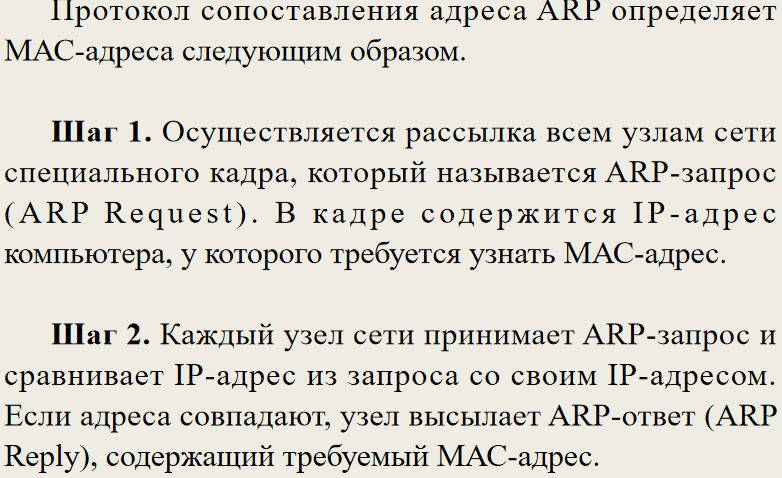 Протокол сопоставления адреса ARP определяет
MAC-адреса следующим образом.
Шаг 1. Осуществляется рассылка всем узлам сети
специального кадра, который называется ARP-запрос
(ARP Request). В кадре содержится IP-адрес
компьютера, у которого требуется узнать MAC-адрес.
Шаг 2. Каждый узел сети принимает ARP-запрос и
сравнивает IP-адрес из запроса со своим IP-адресом.
Если адреса совпадают, узел высылает ARP-ответ (ARP
Reply), содержащий требуемый MAC-адрес.